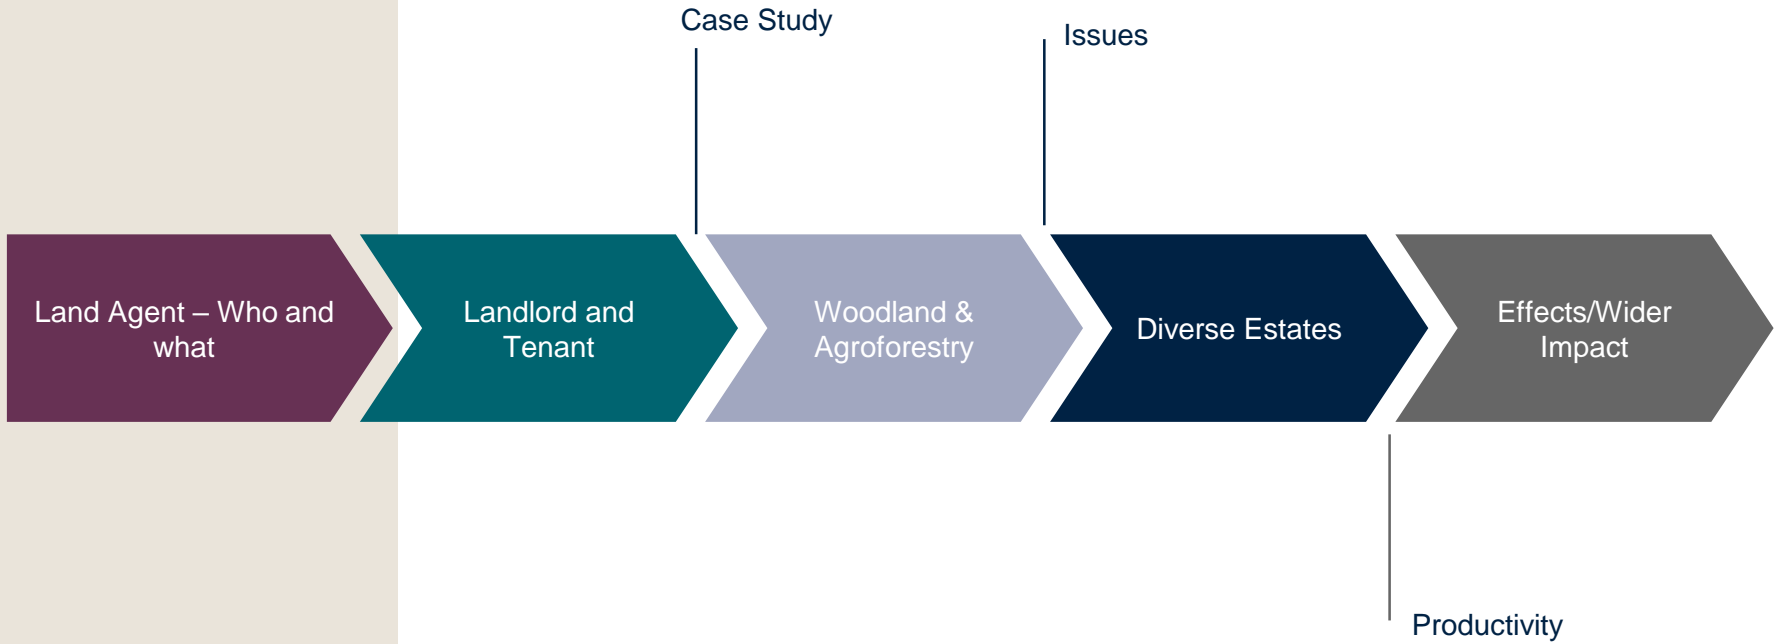 Case Study
Issues
Land Agent – Who and
what
Landlord and
Tenant
Woodland &
Agroforestry
Diverse Estates
Effects/Wider
Impact
Productivity